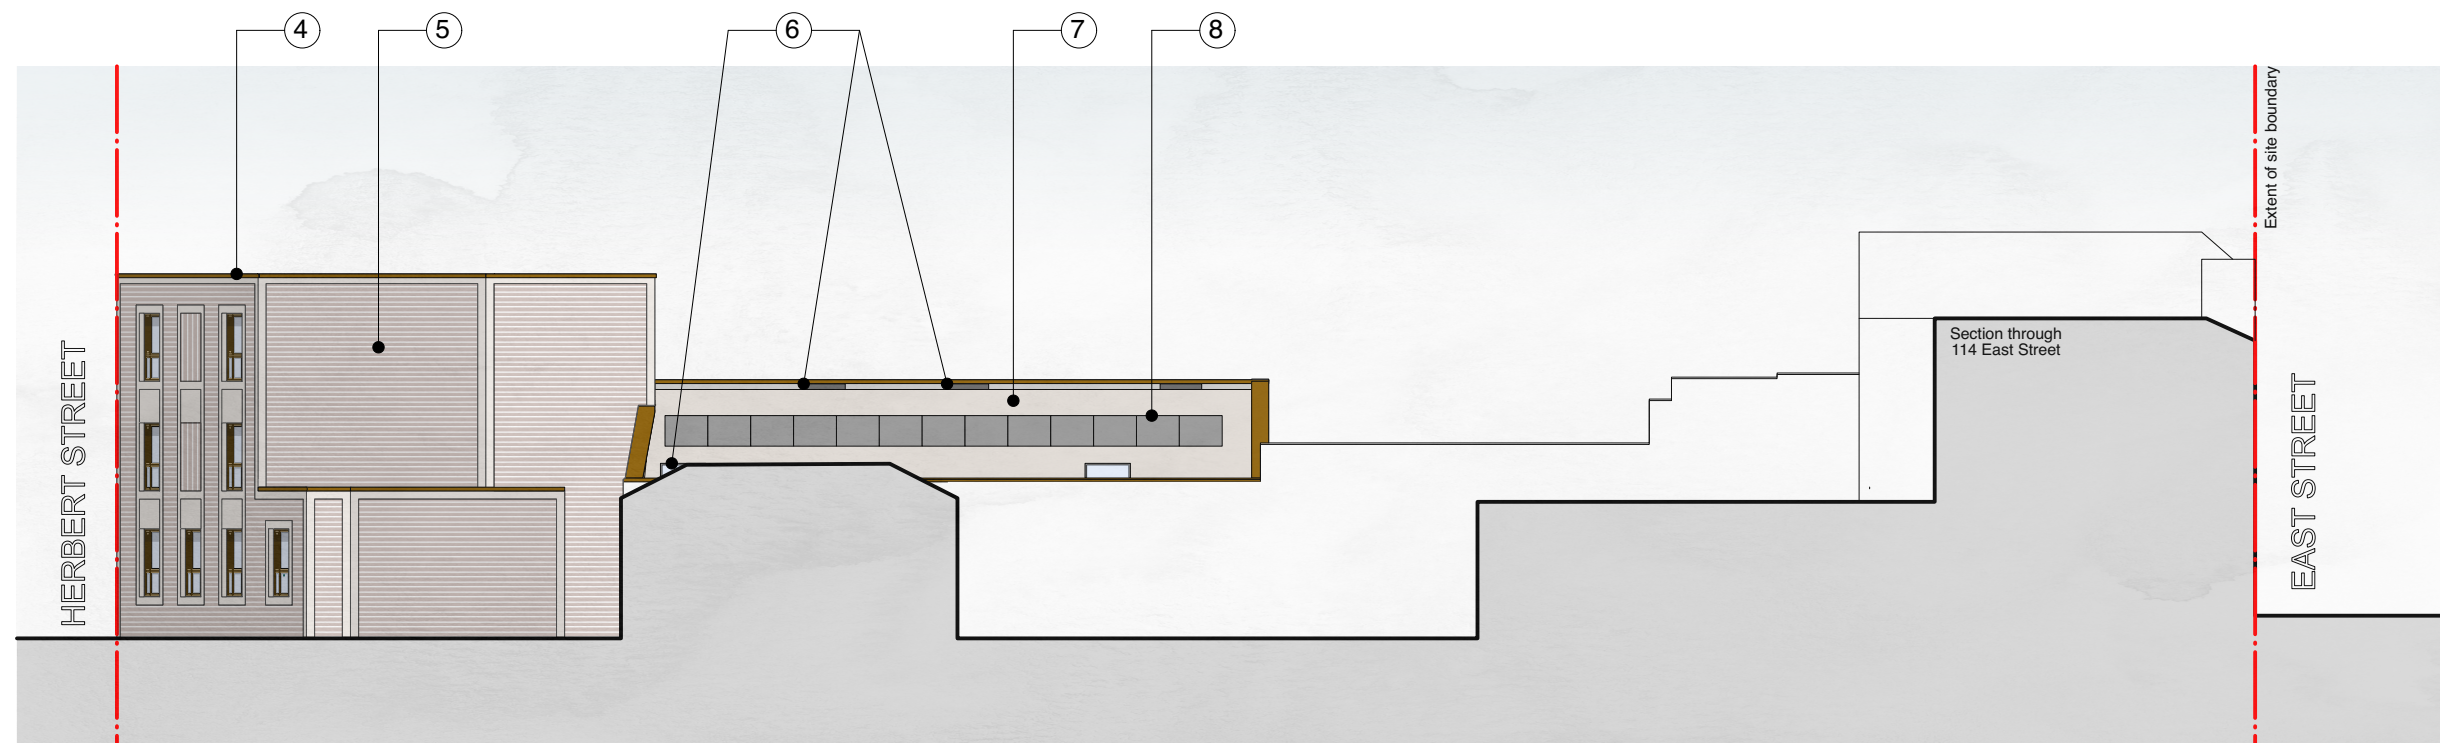 4
5
6
7
8
Extent of site boundary
HERBERT STREET
Section through
114 East Street
EAST STREET